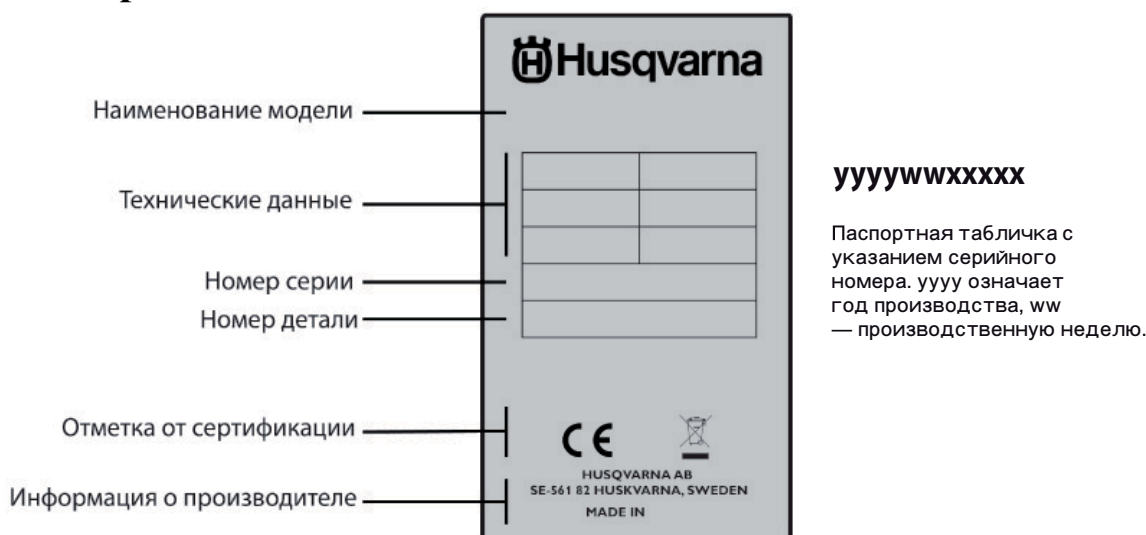 Husqvarna
Наименование модели
Технические данные
Номер серии
Номер детали
Отметка от сертификации
CE
HUSQVARNA AB
SE-561 82 HUSKVARNA, SWEDEN
Информация о производителе
MADE IN
yyyywwxxxxx
Паспортная табличка с
указанием серийного
номера. yyyy означает
год производства, ww
— производственную неделю.